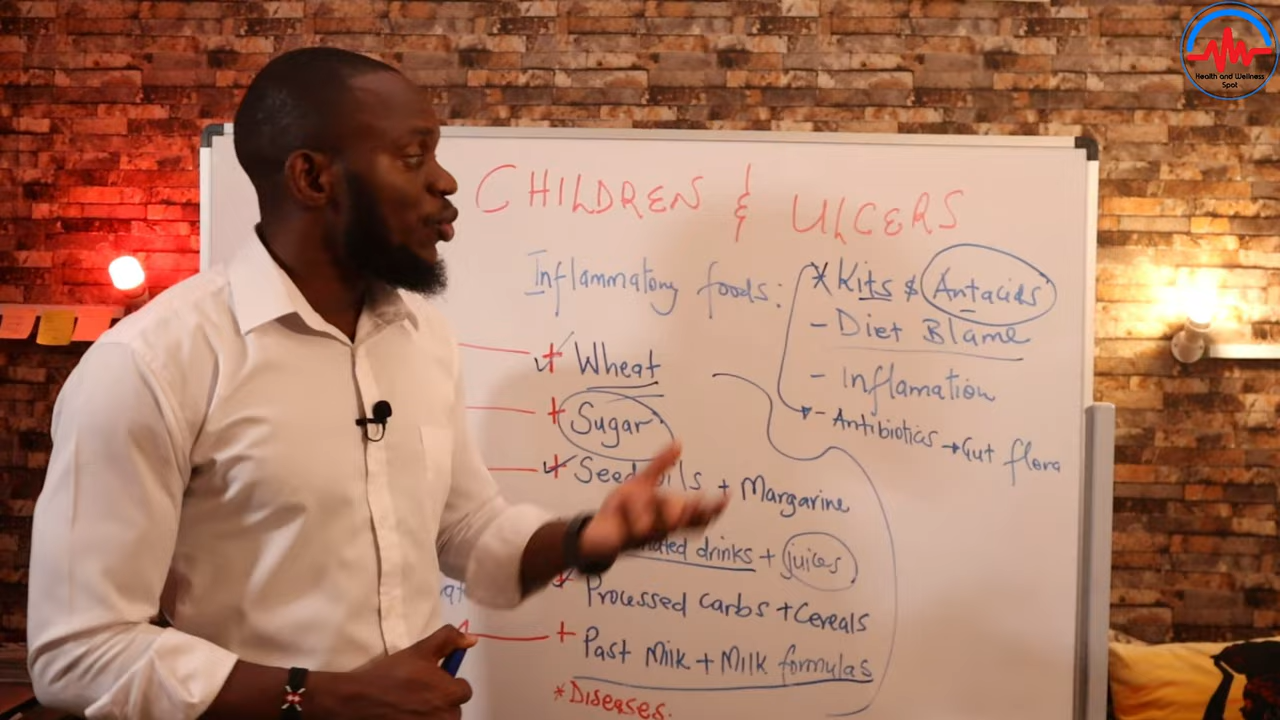 Health and Wellness
Spot
CHILDREN & ULCERS
Inflammatory foods:
+ Wheat
+ Sugar
+ Seed oils + Margarine
drinks + juices
Processed carbs + Cereals
+ Past Milk + Milk formulas
* Diseases.
* Kits & Antacids
- Diet Blame
- Inflamation
- Antibiotics → Gut flora